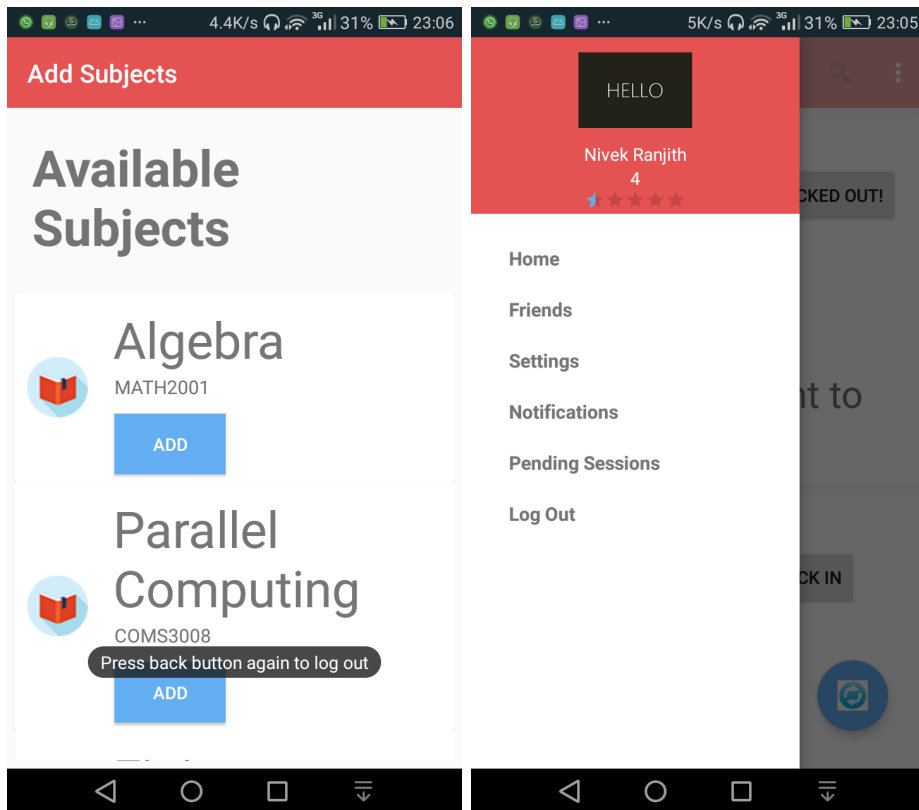 4.4K/s 3G 31% 23:06
Add Subjects
Available
Subjects
Algebra
MATH2001
ADD
Parallel
Computing
COMS3008
Press back button again to log out
ADD
5K/s 3G 31% 23:05
HELLO
Nivek Ranjith
4
CKED OUT!
Home
Friends
Settings
Notifications
Pending Sessions
Log Out
nt to
CK IN